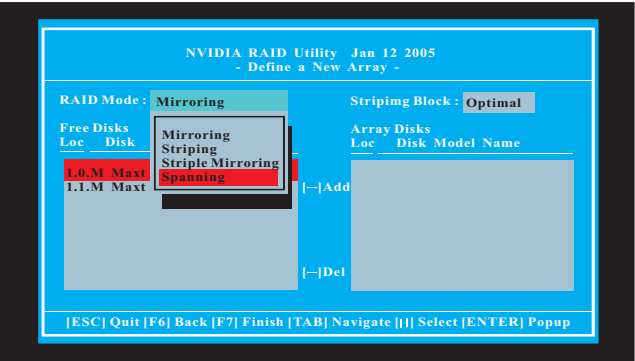 NVIDIA RAID Utility Jan 12 2005
- Define a New Array -
RAID Mode : Mirroring
Stripimg Block : Optimal
Mirroring
Striping
Striple Mirroring
Spanning
Free Disks
Loc Disk
1.0.M Maxt
1.1.M Maxt
Array Disks
Loc Disk Model Name
[—]Add
[—]Del
[ESC] Quit [F6] Back [F7] Finish [TAB] Navigate [||] Select [ENTER] Popup